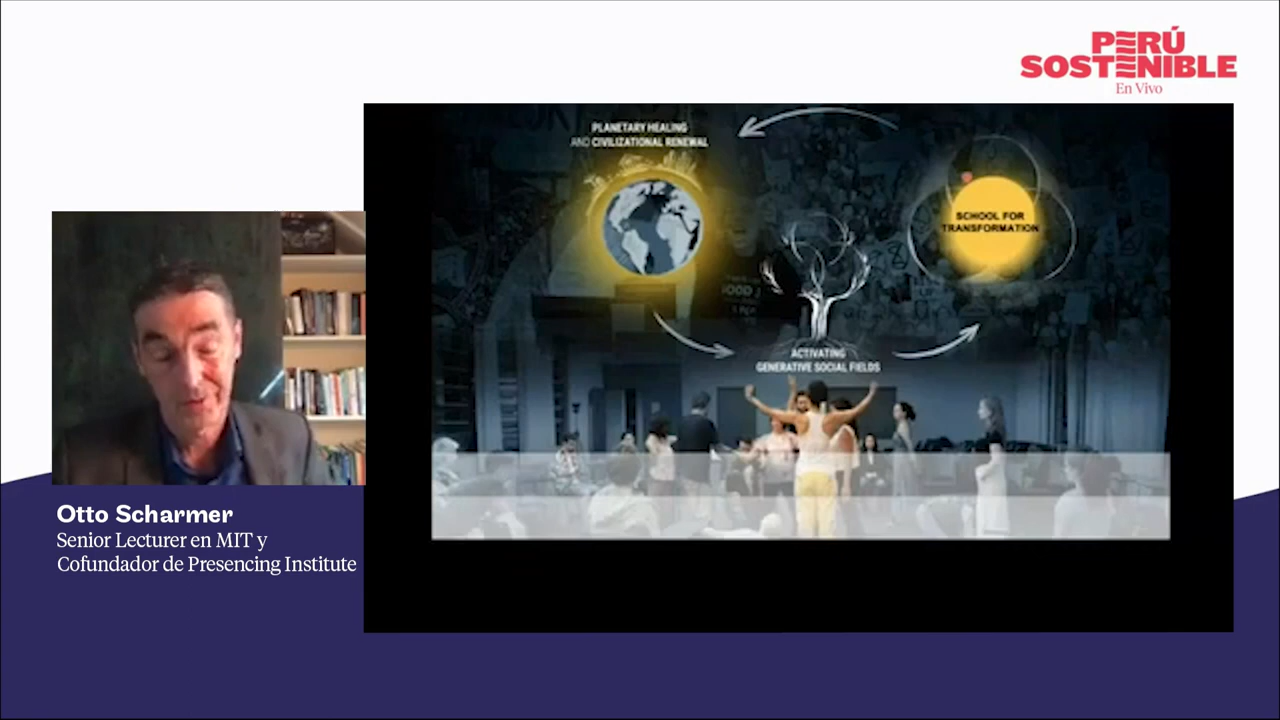 PERÚ
SOSTENIBLE
En Vivo
PLANETARY HEALING
AND CIVILIZATIONAL RENEWAL
SCHOOL FOR
TRANSFORMATION
ACTIVATING
GENERATIVE SOCIAL FIELDS
Otto Scharmer
Senior Lecturer en MIT y
Cofundador de Presencing Institute